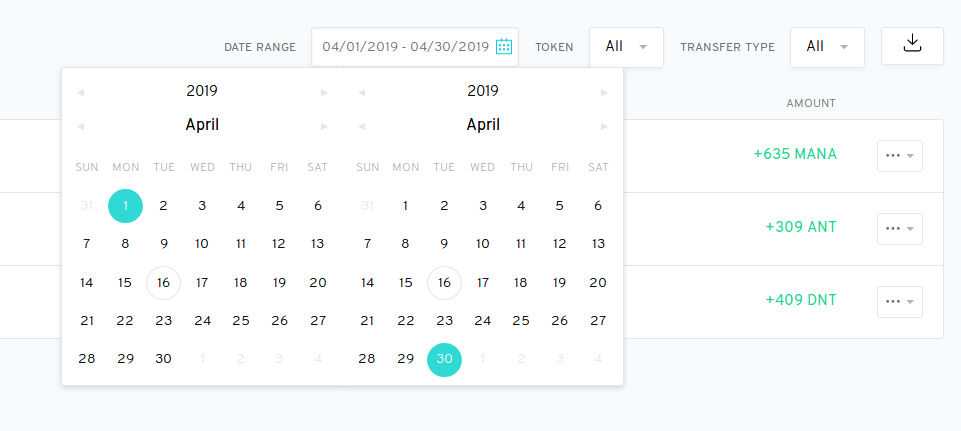 DATE RANGE 04/01/2019 - 04/30/2019 TOKEN All TRANSFER TYPE All
2019 2019
AMOUNT
April April
+635 MANA
SUN MON TUE WED THU FRI SAT SUN MON TUE WED THU FRI SAT
31 1 2 3 4 5 6 31 1 2 3 4 5 6
+309 ANT
7 8 9 10 11 12 13 7 8 9 10 11 12 13
14 15 16 17 18 19 20 14 15 16 17 18 19 20
+409 DNT
21 22 23 24 25 26 27 21 22 23 24 25 26 27
28 29 30 1 2 3 4 28 29 30 1 2 3 4